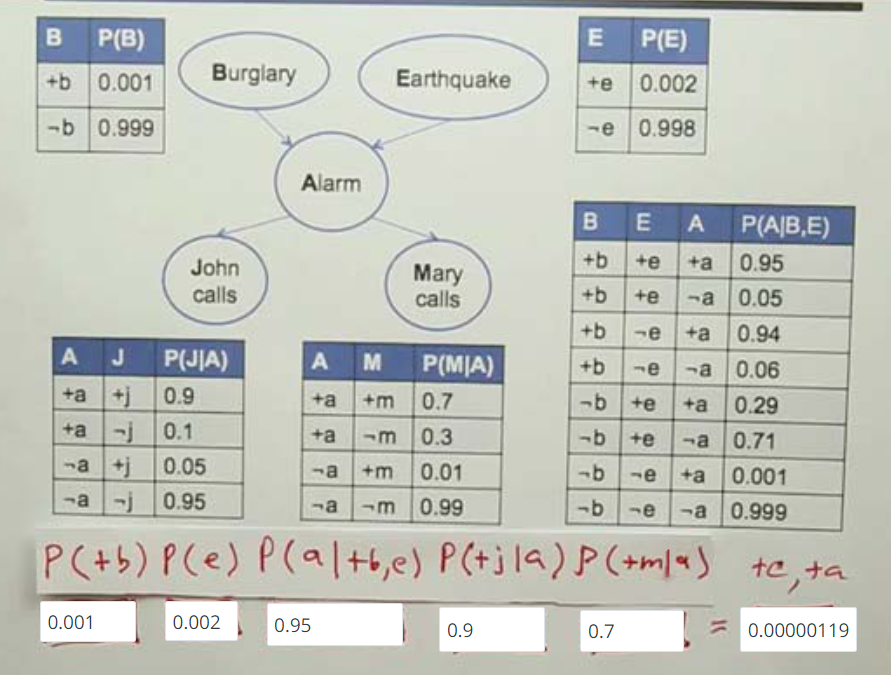 B P(B)
+b 0.001
¬b 0.999
Burglary
Earthquake
E P(E)
+e 0.002
¬e 0.998
Alarm
John
calls
Mary
calls
B E A P(A|B,E)
+b +e +a 0.95
+b +e ¬a 0.05
+b ¬e +a 0.94
+b ¬e ¬a 0.06
¬b +e +a 0.29
¬b +e ¬a 0.71
¬b ¬e +a 0.001
¬b ¬e ¬a 0.999
A J P(J|A)
+a +j 0.9
+a ¬j 0.1
¬a +j 0.05
¬a ¬j 0.95
A M P(M|A)
+a +m 0.7
+a ¬m 0.3
¬a +m 0.01
¬a ¬m 0.99
P(+b) P(e) P(a|+b,e) P(+j|a) P(+m|a) +e, +a
0.001 0.002 0.95 0.9 0.7 = 0.00000119